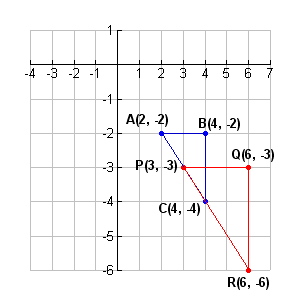 1
-4 -3 -2 -1 0 1 2 3 4 5 6 7
-1
A(2, -2) B(4, -2)
-2
Q(6, -3)
P(3, -3)
-3
C(4, -4)
-4
-5
-6
R(6, -6)